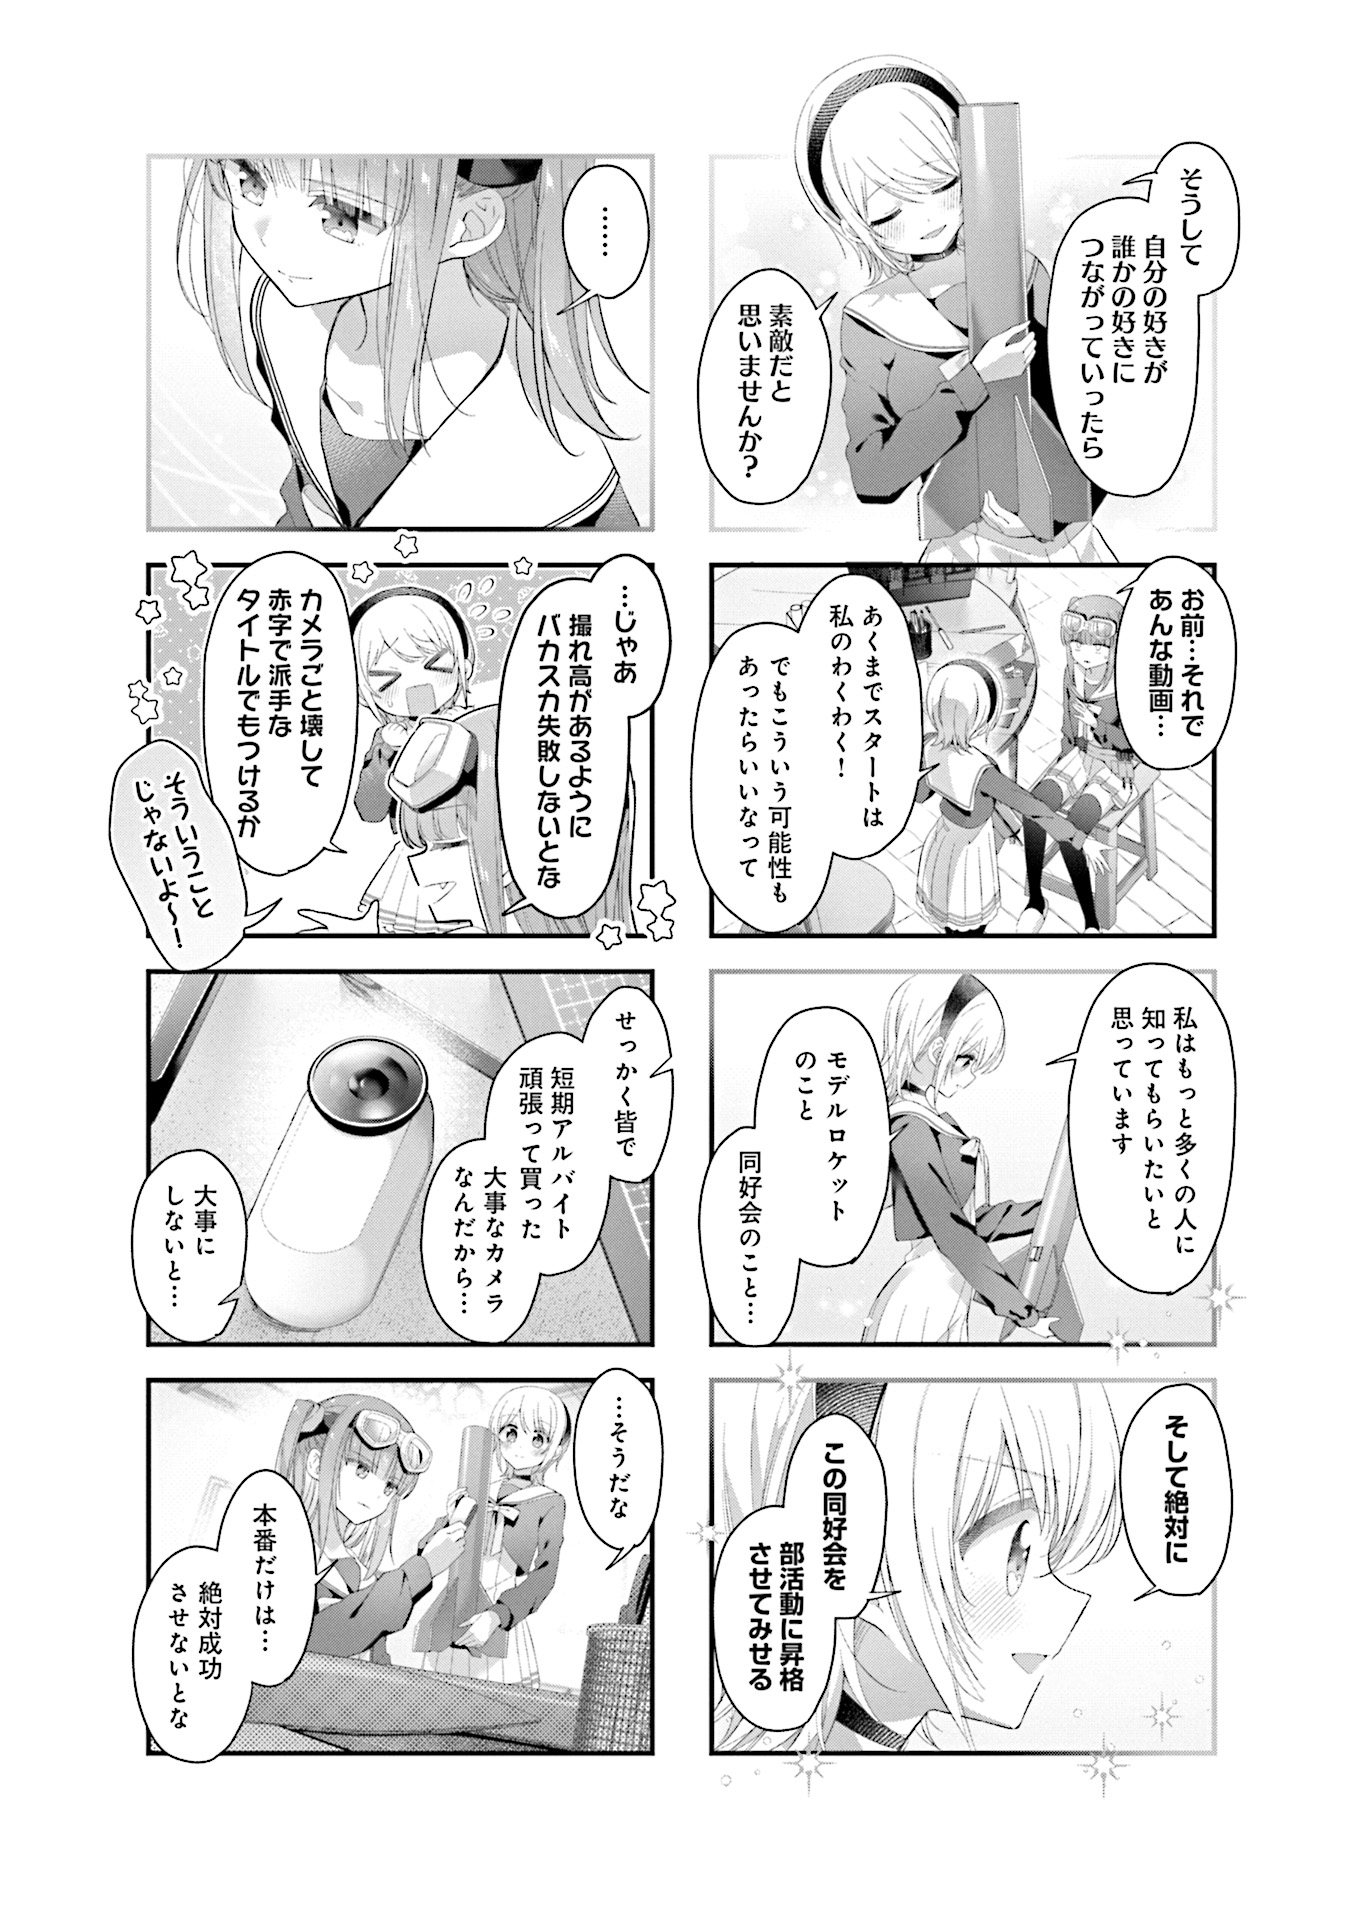 そうして
自分の好きが
誰かの好きに
つながっていったら
素敵だと
思いませんか？
お前…それで
あんな動画…
あくまでスタートは
私のわくわく！
でもこういう可能性も
あったらいいなって
私はもっと多くの人に
知ってもらいたいと
思っています
モデルロケット
のこと
同好会のこと…
そして絶対に
この同好会を
部活動に昇格
させてみせる
……
…じゃあ
撮れ高があるように
バカスカ失敗しないとな
カメラごと壊して
赤字で派手な
タイトルでもつけるか
そういうこと
じゃないよ〜！
せっかく皆で
短期アルバイト
頑張って買った
大事なカメラ
なんだから…
大事に
しないと…
…そうだな
本番だけは…
絶対成功
させないとな